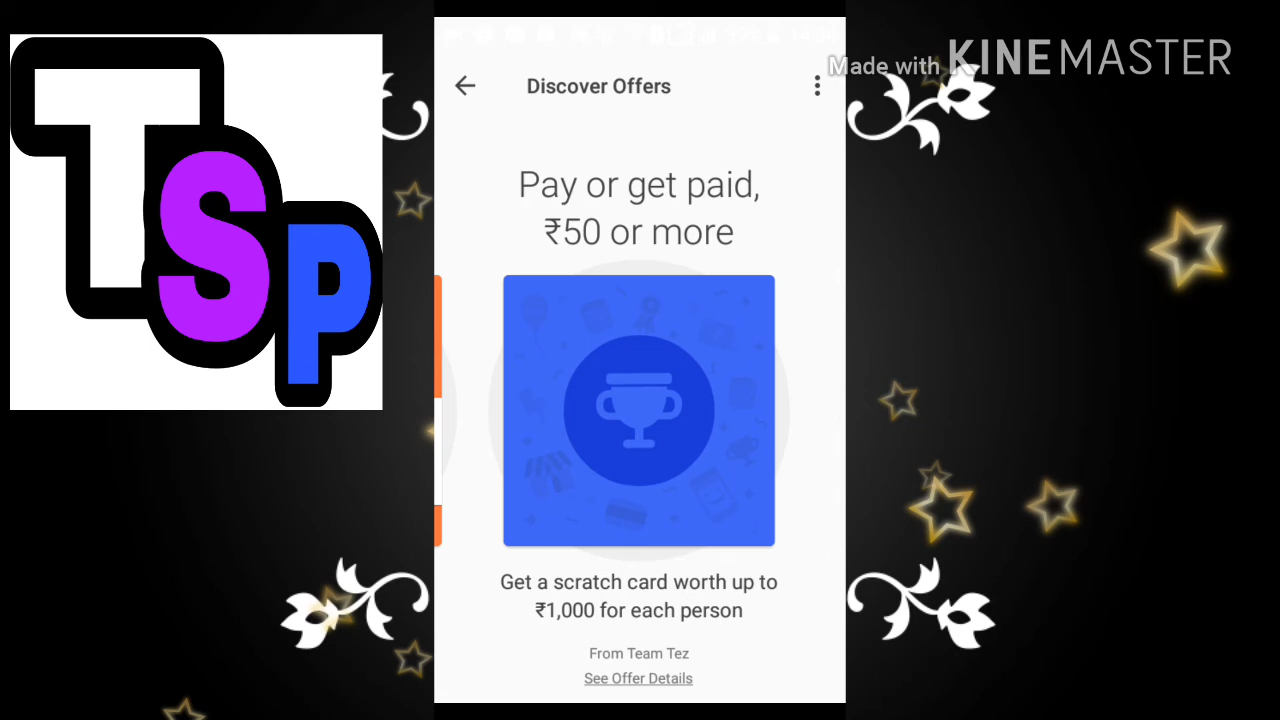 TSp
Made with KINEMASTER
Discover Offers
Pay or get paid,
₹50 or more
Get a scratch card worth up to
₹1,000 for each person
From Team Tez
See Offer Details